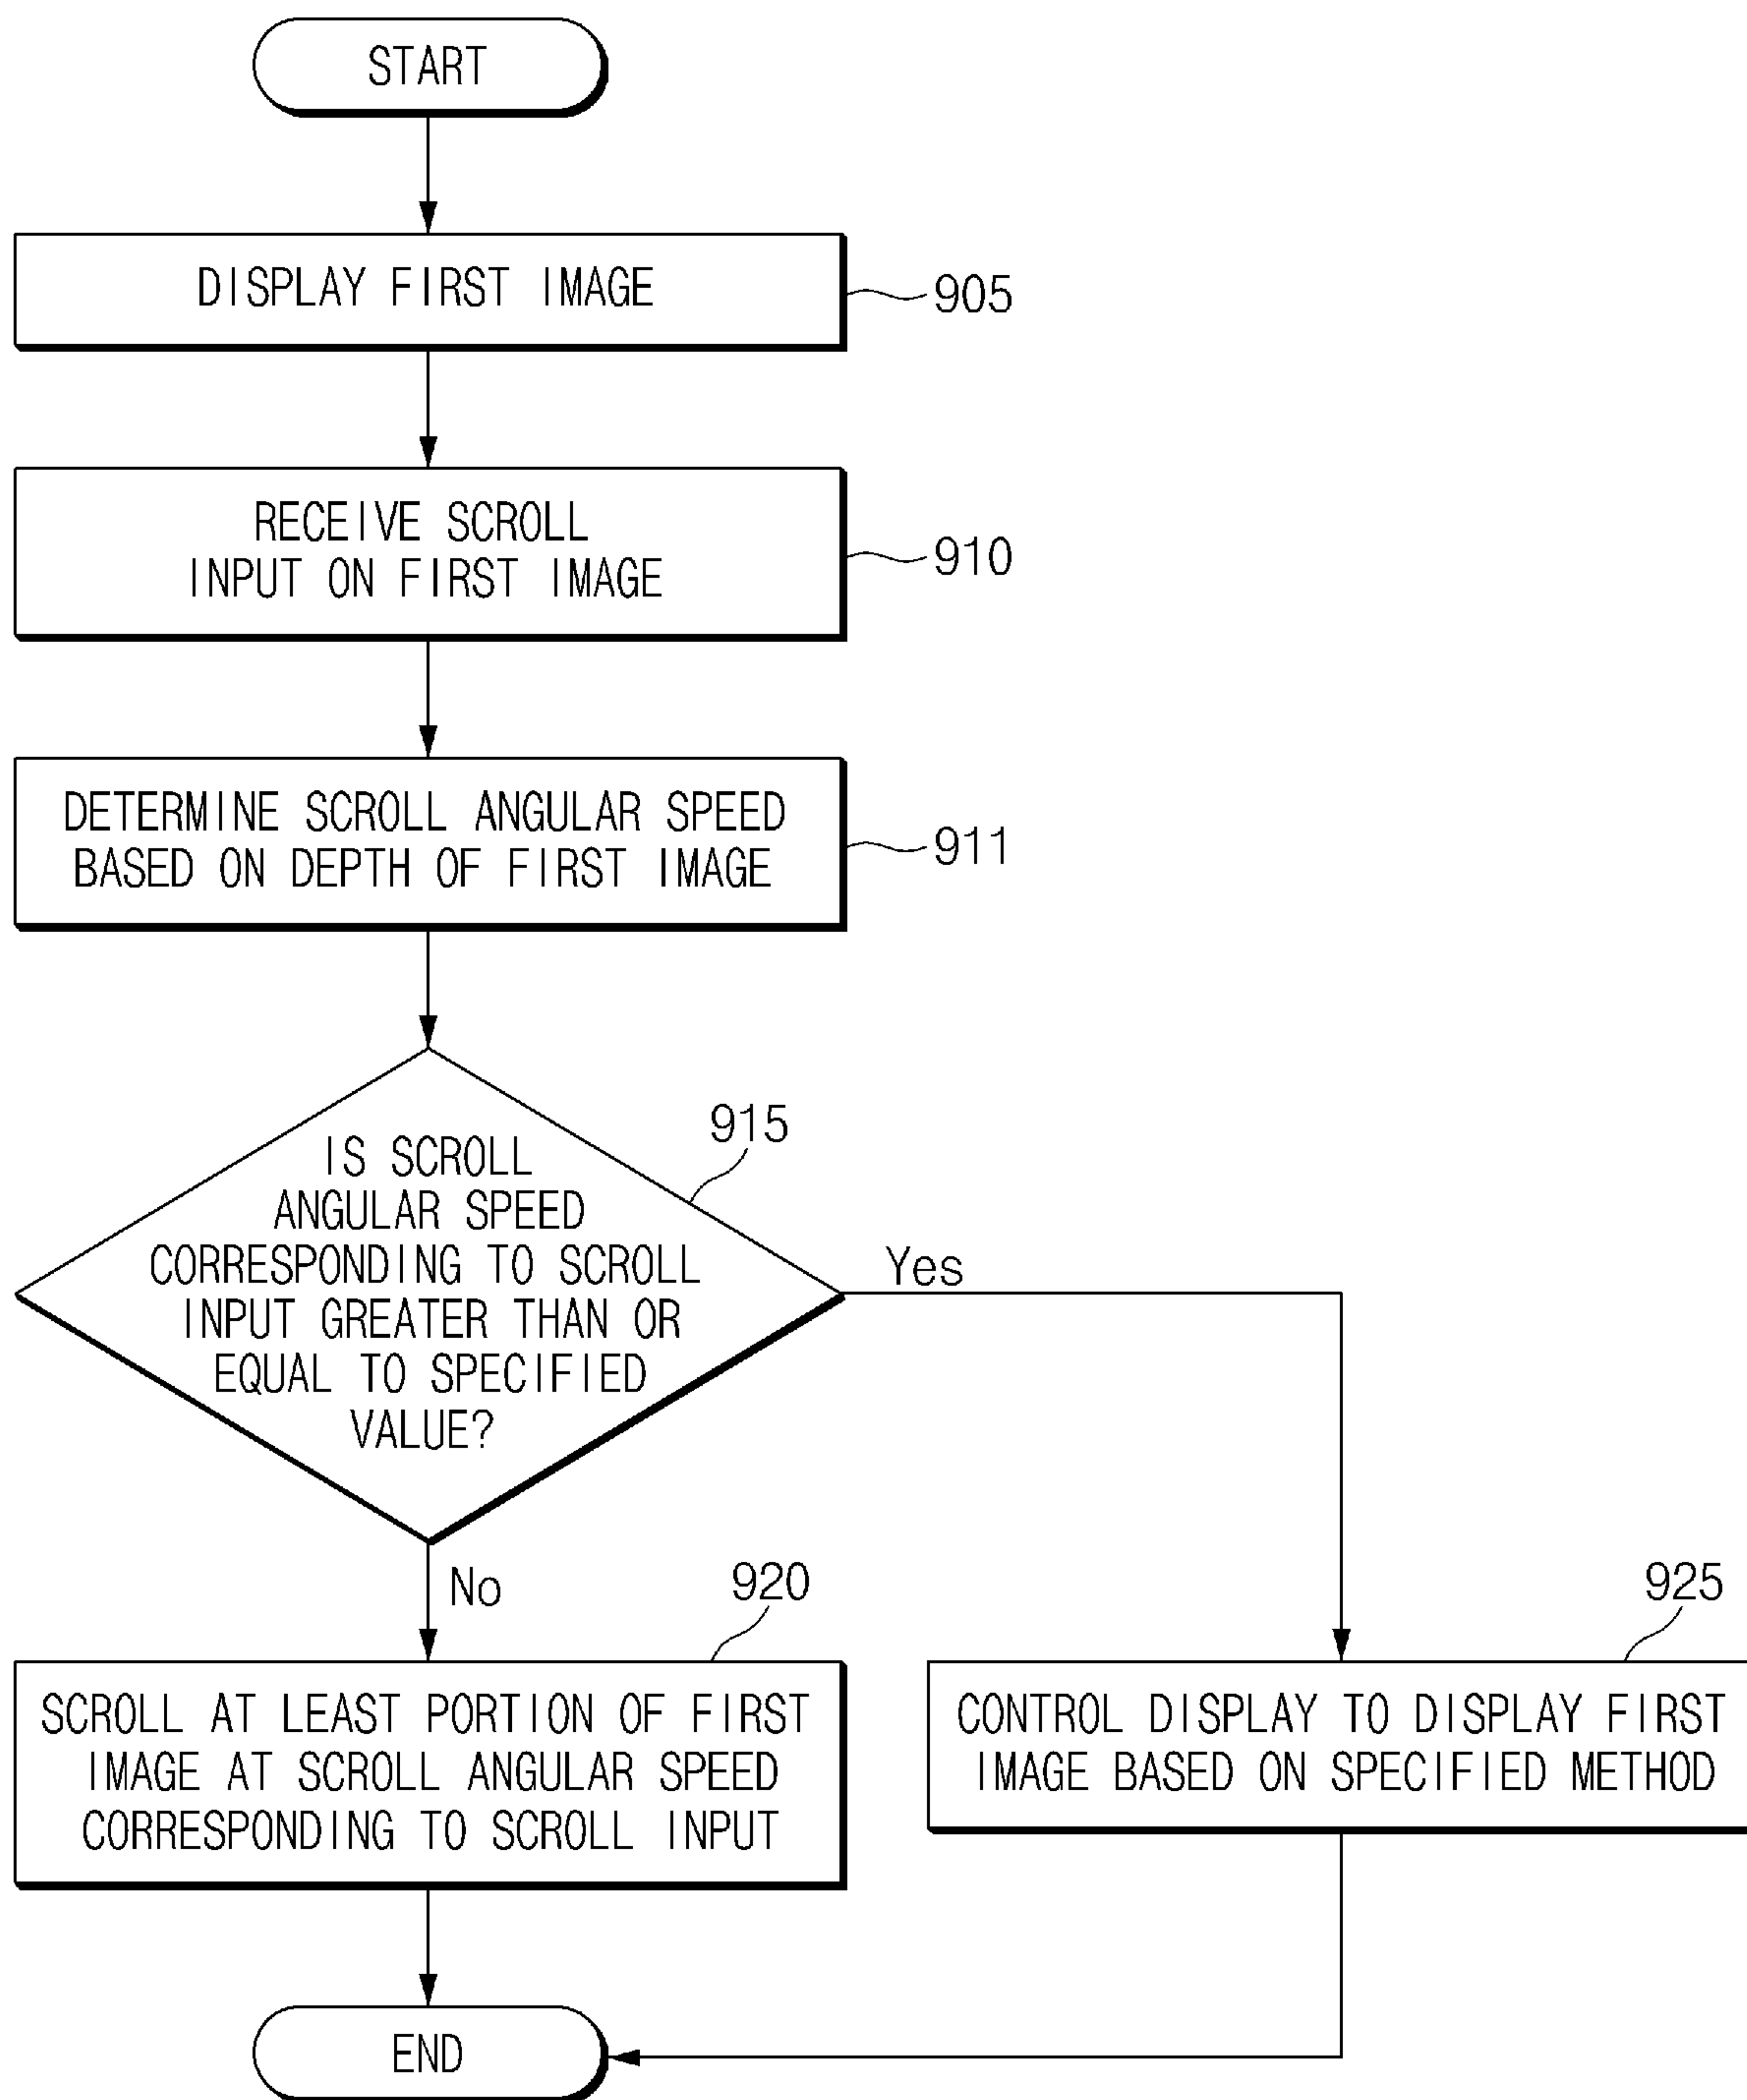 START
DISPLAY FIRST IMAGE
905
RECEIVE SCROLL
INPUT ON FIRST IMAGE
910
DETERMINE SCROLL ANGULAR SPEED
BASED ON DEPTH OF FIRST IMAGE
911
915
IS SCROLL
ANGULAR SPEED
CORRESPONDING TO SCROLL
INPUT GREATER THAN OR
EQUAL TO SPECIFIED
VALUE?
Yes
No
920
SCROLL AT LEAST PORTION OF FIRST
IMAGE AT SCROLL ANGULAR SPEED
CORRESPONDING TO SCROLL INPUT
925
CONTROL DISPLAY TO DISPLAY FIRST
IMAGE BASED ON SPECIFIED METHOD
END